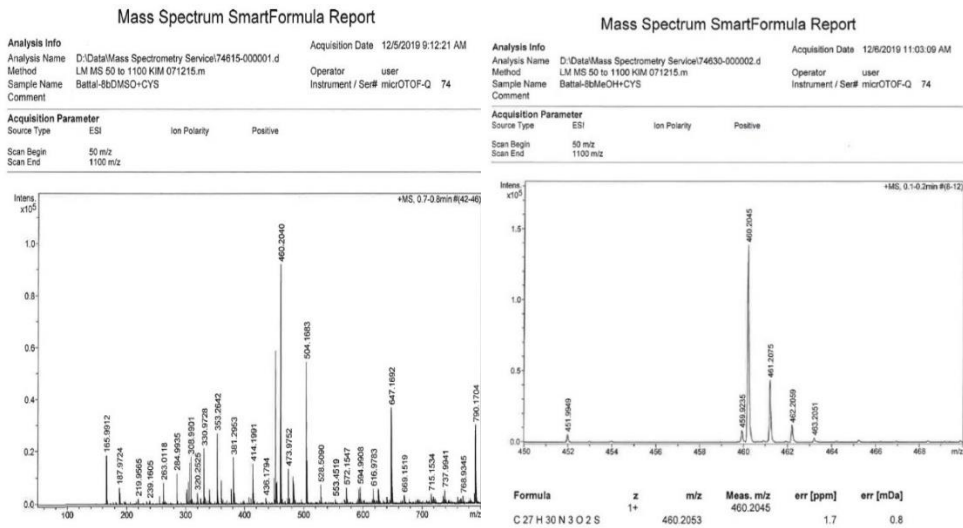 Mass Spectrum SmartFormula Report
Analysis Info
Acquisition Date 12/5/2019 9:12:21 AM
Analysis Name D:\Data\Mass Spectrometry Service\74615-000001.d
Method LM MS 50 to 1100 KIM 071215.m
Operator user
Sample Name Battal-8bDMSO+CYS
Instrument / Ser# micrOTOF-Q 74
Comment
Acquisition Parameter
Source Type ESI Ion Polarity Positive
Scan Begin 50 m/z
Scan End 1100 m/z
Intens.
x10⁵
+MS, 0.7-0.8min #(42-46)
1.0
0.8
0.6
0.4
0.2
0.0
165.9912
187.9724
219.9565
239.1605
263.0118
284.9935
308.9901
320.2525
330.9728
353.2642
381.2953
414.1991
436.1794
460.2040
473.9752
504.1683
528.5090
553.4519
572.1547
594.9908
616.9783
647.1692
669.1519
715.1534
737.9941
768.9345
790.1704
100 200 300 400 500 600 700 m/z
Mass Spectrum SmartFormula Report
Analysis Info
Acquisition Date 12/6/2019 11:03:09 AM
Analysis Name D:\Data\Mass Spectrometry Service\74630-000002.d
Method LM MS 50 to 1100 KIM 071215.m
Operator user
Sample Name Battal-8bMeOH+CYS
Instrument / Ser# micrOTOF-Q 74
Comment
Acquisition Parameter
Source Type ESI Ion Polarity Positive
Scan Begin 50 m/z
Scan End 1100 m/z
Intens.
x10⁵
+MS, 0.1-0.2min #(6-12)
1.5
1.0
0.5
0.0
451.9949
459.9235
460.2045
461.2075
462.2059
463.2051
450 452 454 456 458 460 462 464 466 468 m/z
Formula z m/z Meas. m/z err [ppm] err [mDa]
1+ 460.2045
C 27 H 30 N 3 O 2 S 460.2053 1.7 0.8